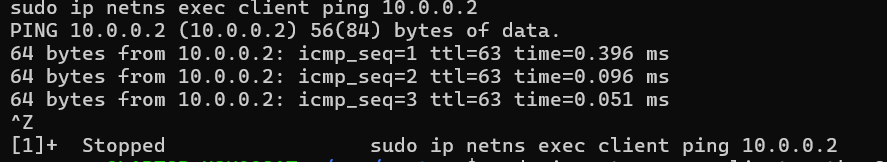 sudo ip netns exec client ping 10.0.0.2
PING 10.0.0.2 (10.0.0.2) 56(84) bytes of data.
64 bytes from 10.0.0.2: icmp_seq=1 ttl=63 time=0.396 ms
64 bytes from 10.0.0.2: icmp_seq=2 ttl=63 time=0.096 ms
64 bytes from 10.0.0.2: icmp_seq=3 ttl=63 time=0.051 ms
^Z
[1]+  Stopped                 sudo ip netns exec client ping 10.0.0.2